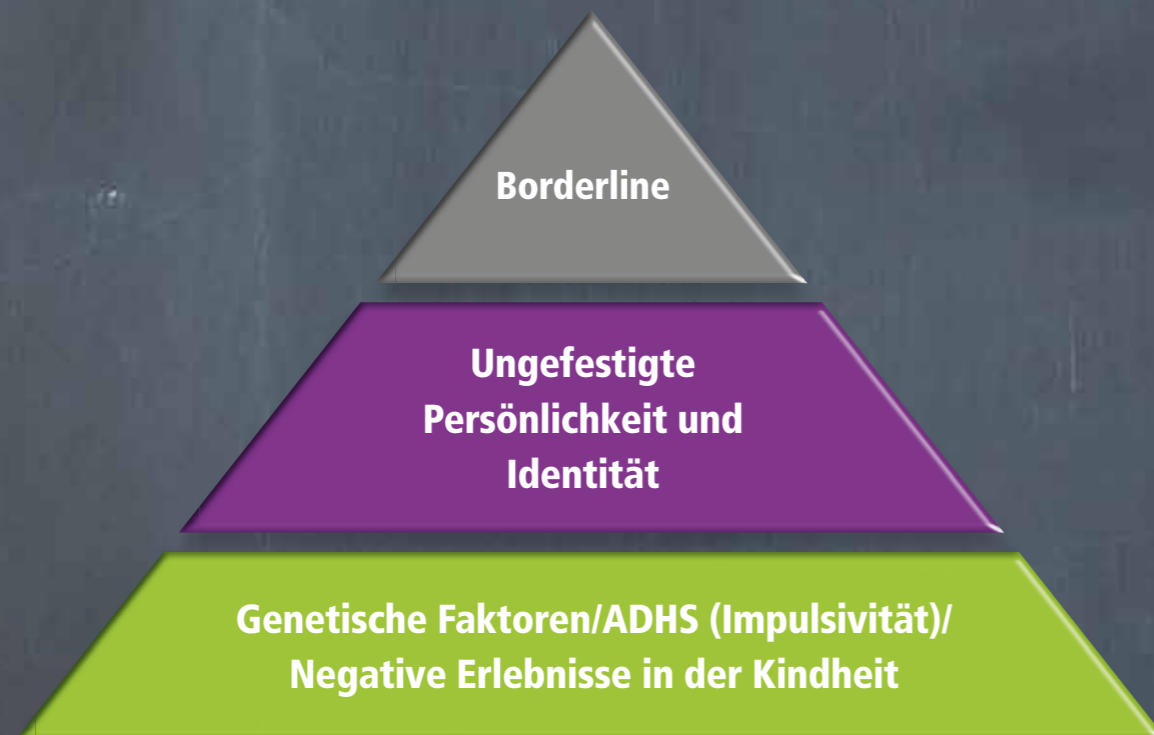 Borderline
Ungefestigte
Persönlichkeit und
Identität
Genetische Faktoren/ADHS (Impulsivität)/
Negative Erlebnisse in der Kindheit